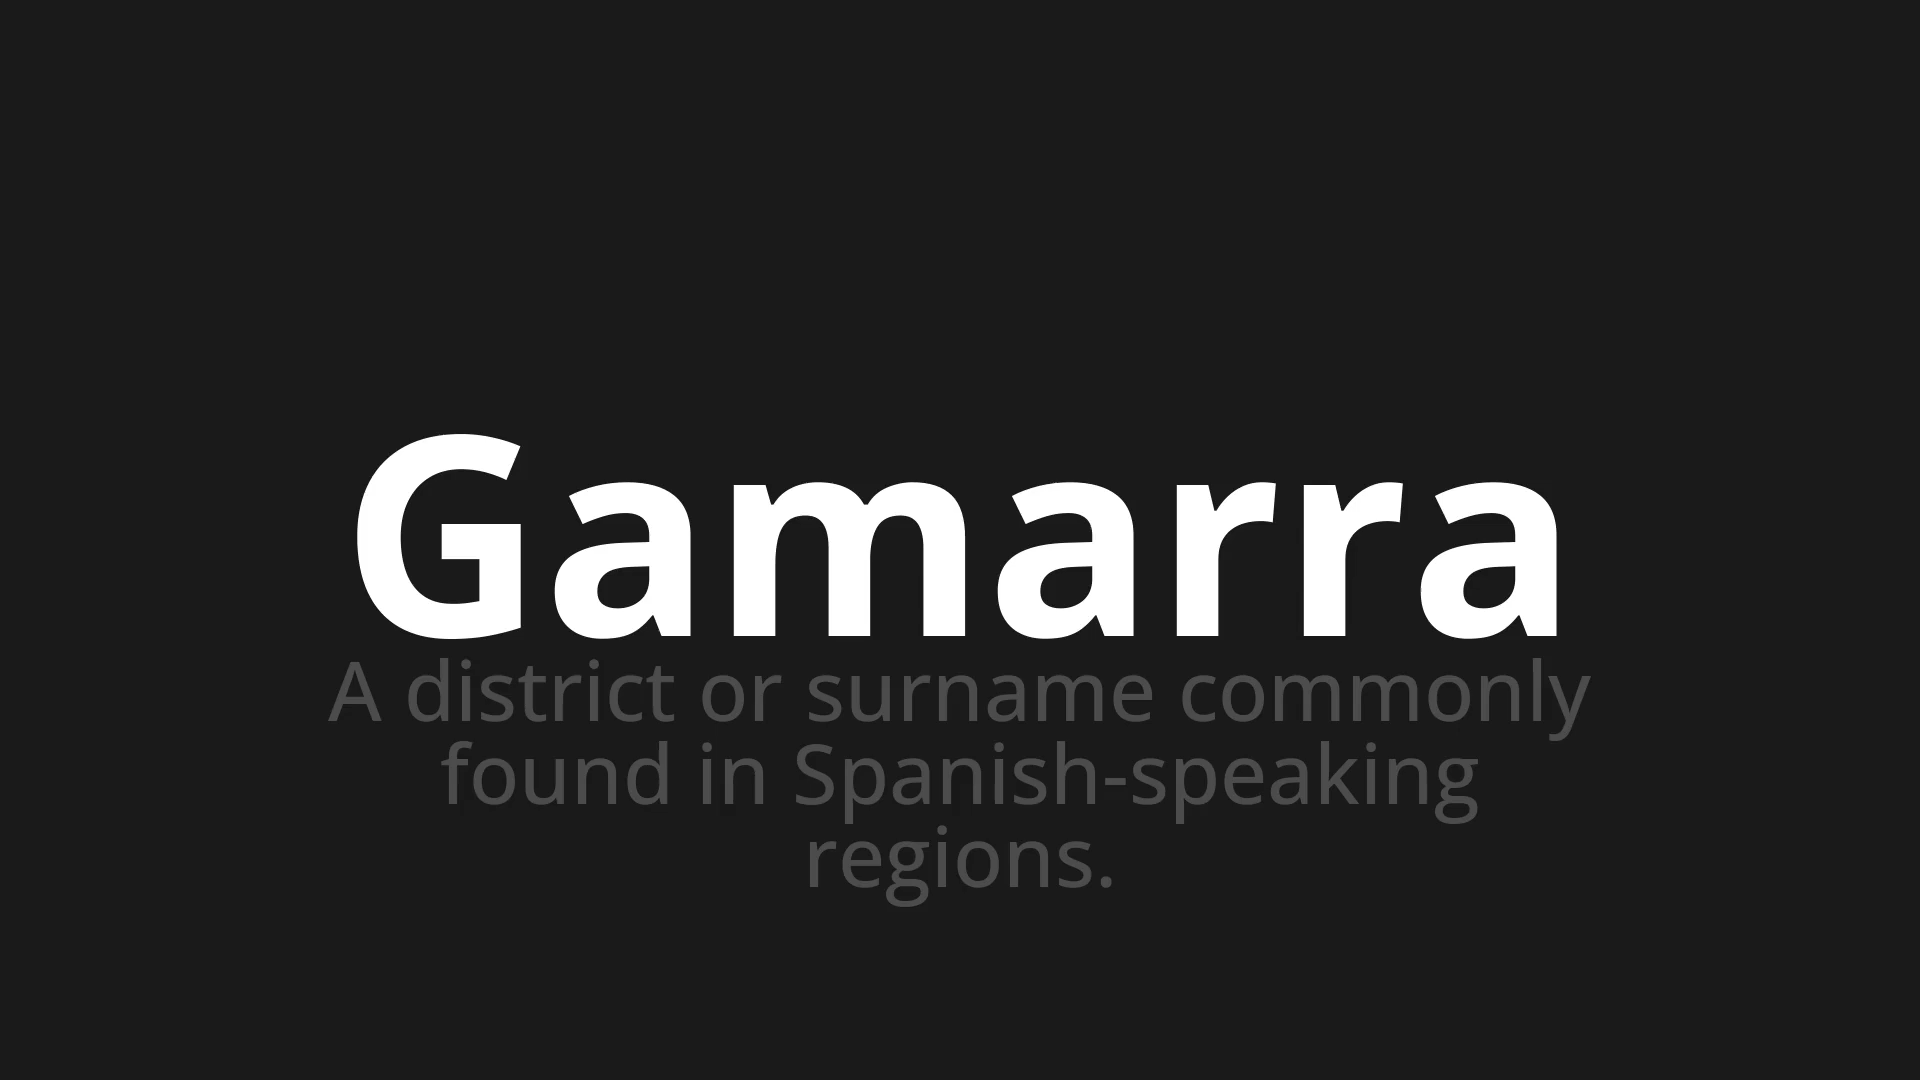 Gamarra
A district or surname commonly
found in Spanish-speaking
regions.